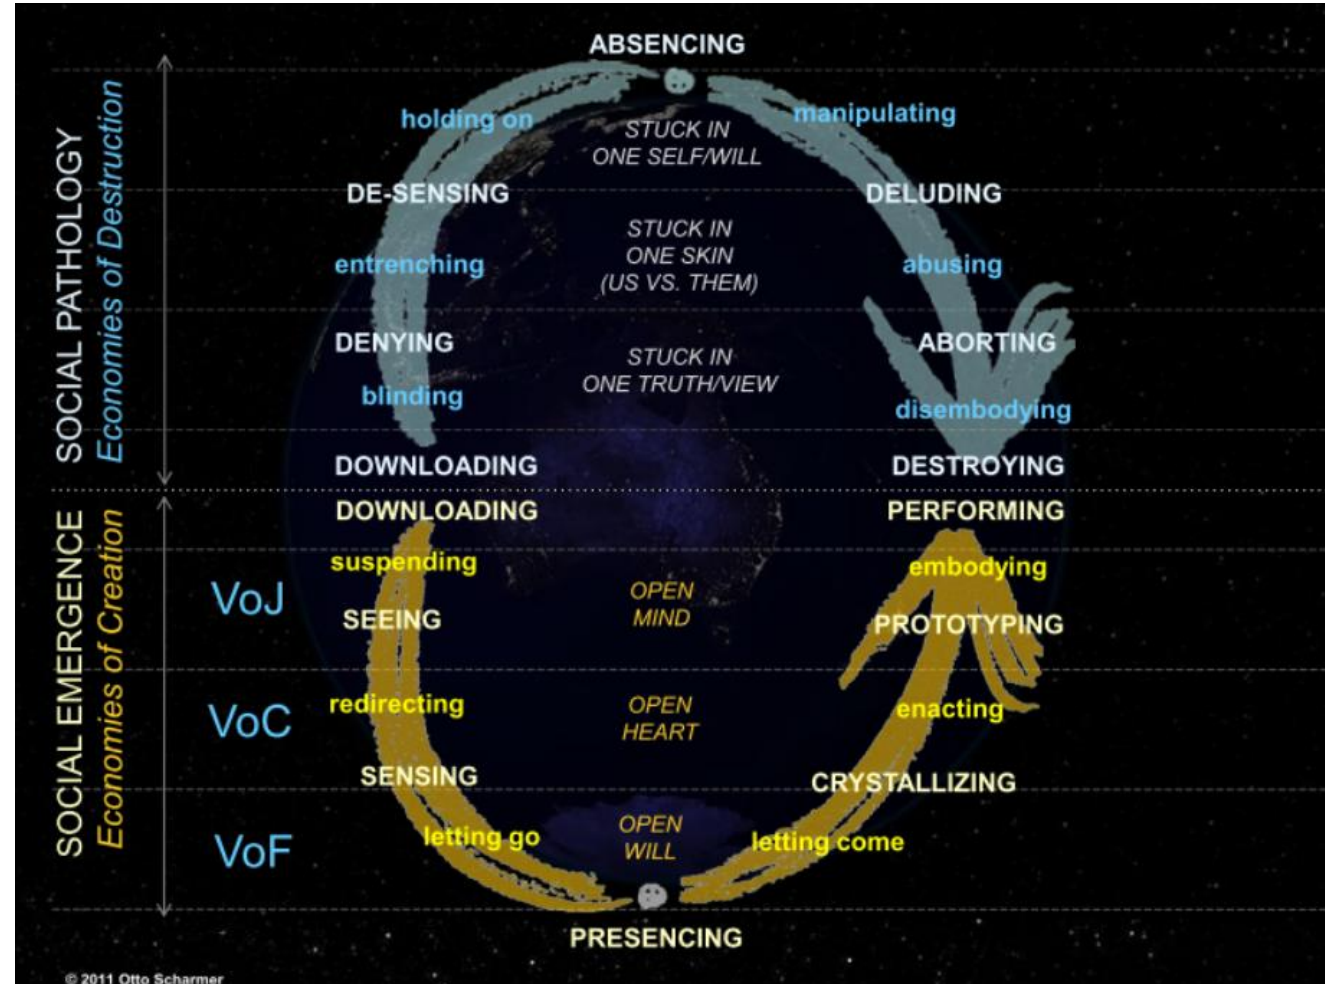 ABSENCING
holding on
manipulating
STUCK IN
ONE SELF/WILL
DE-SENSING
DELUDING
STUCK IN
ONE SKIN
(US VS. THEM)
entrenching
abusing
DENYING
ABORTING
STUCK IN
ONE TRUTH/VIEW
blinding
disembodying
DOWNLOADING
DESTROYING
SOCIAL PATHOLOGY
Economies of Destruction
DOWNLOADING
PERFORMING
suspending
embodying
VoJ
OPEN
MIND
SEEING
PROTOTYPING
redirecting
enacting
VoC
OPEN
HEART
SENSING
CRYSTALLIZING
letting go
letting come
VoF
OPEN
WILL
PRESENCING
SOCIAL EMERGENCE
Economies of Creation
© 2011 Otto Scharmer